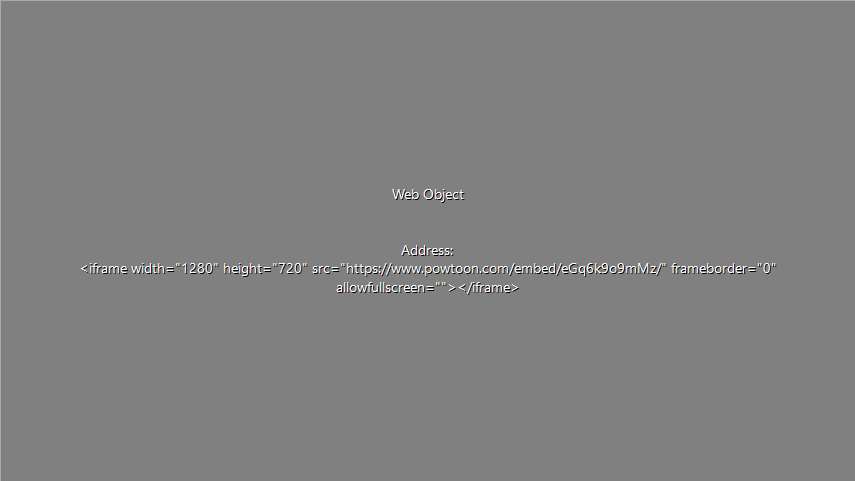 Web Object
Address:
<iframe width="1280" height="720" src="https://www.powtoon.com/embed/eGq6k9o9mMz/" frameborder="0"
allowfullscreen=""></iframe>